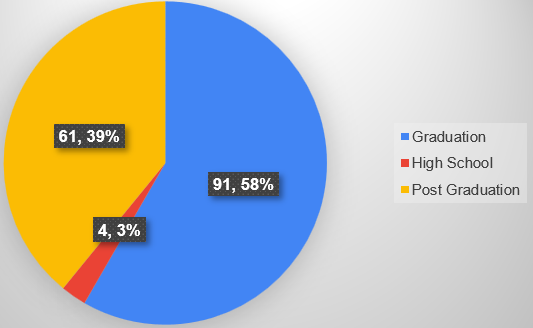 61, 39%
91, 58%
4, 3%
Graduation
High School
Post Graduation